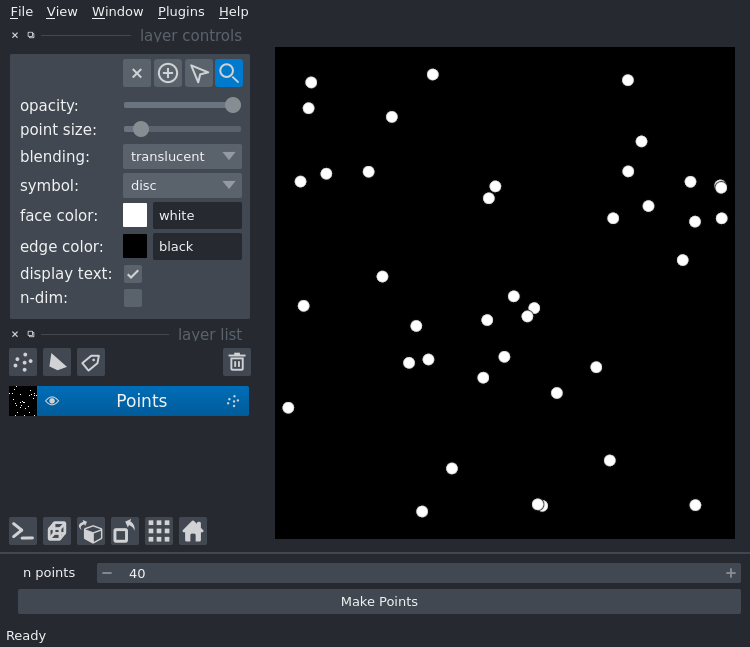 File View Window Plugins Help
layer controls
opacity:
point size:
blending: translucent
symbol: disc
face color: white
edge color: black
display text:
n-dim:
layer list
Points
n points 40
Make Points
Ready